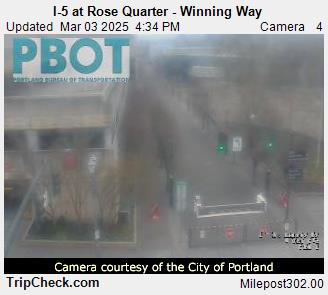 I-5 at Rose Quarter - Winning Way
Updated Mar 03 2025 4:34 PM Camera 4
PBOT
PORTLAND BUREAU OF TRANSPORTATION
Camera courtesy of the City of Portland
TripCheck.com Milepost302.00